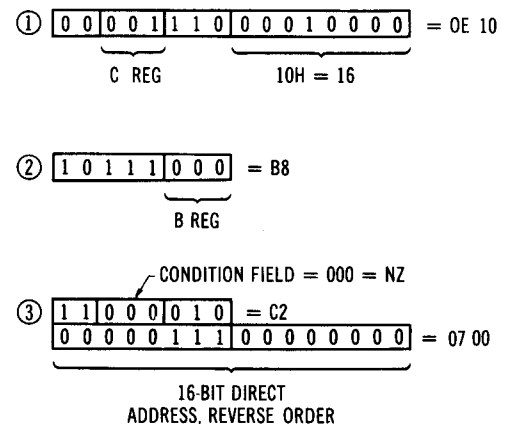 ① 0 0 0 0 1 1 1 0 0 0 0 1 0 0 0 0 = 0E 10
C REG 10H = 16
② 1 0 1 1 1 0 0 0 = B8
B REG
CONDITION FIELD = 000 = NZ
③ 1 1 0 0 0 0 1 0 = C2
0 0 0 0 0 1 1 1 0 0 0 0 0 0 0 0 = 07 00
16-BIT DIRECT
ADDRESS, REVERSE ORDER